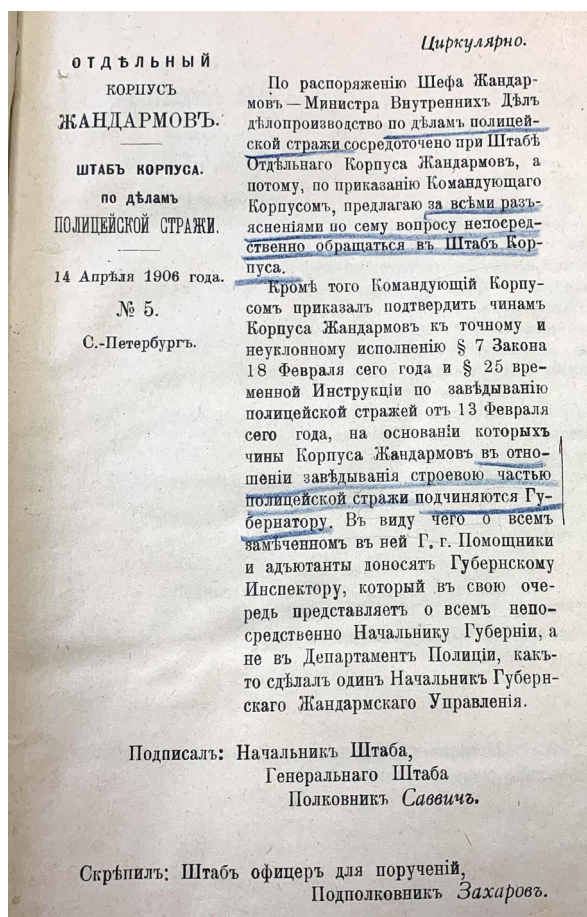 ОТДѢЛЬНЫЙ
КОРПУСЪ
ЖАНДАРМОВЪ.
ШТАБЪ КОРПУСА.
ПО ДѢЛАМЪ
ПОЛИЦЕЙСКОЙ СТРАЖИ.
14 Апрѣля 1906 года.
№ 5.
С.-Петербургъ.
Циркулярно.
По распоряженію Шефа Жандар-
мовъ — Министра Внутреннихъ Дѣлъ
дѣлопроизводство по дѣламъ полицей-
ской стражи сосредоточено при Штабѣ
Отдѣльнаго Корпуса Жандармовъ, а
потому, по приказанію Командующаго
Корпусомъ, предлагаю за всѣми разъ-
ясненіями по сему вопросу непосред-
ственно обращаться въ Штабъ Кор-
пуса.
Кромѣ того Командующій Корпу-
сомъ приказалъ подтвердить чинамъ
Корпуса Жандармовъ къ точному и
неуклонному исполненію § 7 Закона
18 Февраля сего года и § 25 вре-
менной Инструкціи по завѣдыванію
полицейской стражей отъ 13 Февраля
сего года, на основаніи которыхъ
чины Корпуса Жандармовъ въ отно-
шеніи завѣдыванія строевою частью
полицейской стражи подчиняются Гу-
бернатору. Въ виду чего о всемъ
замѣченномъ въ ней Г. г. Помощники
и адъютанты доносятъ Губернскому
Инспектору, который въ свою оче-
редь представляетъ о всемъ непо-
средственно Начальнику Губерніи, а
не въ Департаментъ Полиціи, какъ-
то сдѣлалъ одинъ Начальникъ Губерн-
скаго Жандармскаго Управленія.
Подписалъ: Начальникъ Штаба,
Генеральнаго Штаба
Полковникъ Саввичъ.
Скрѣпилъ: Штабъ офицеръ для порученій,
Подполковникъ Захаровъ.